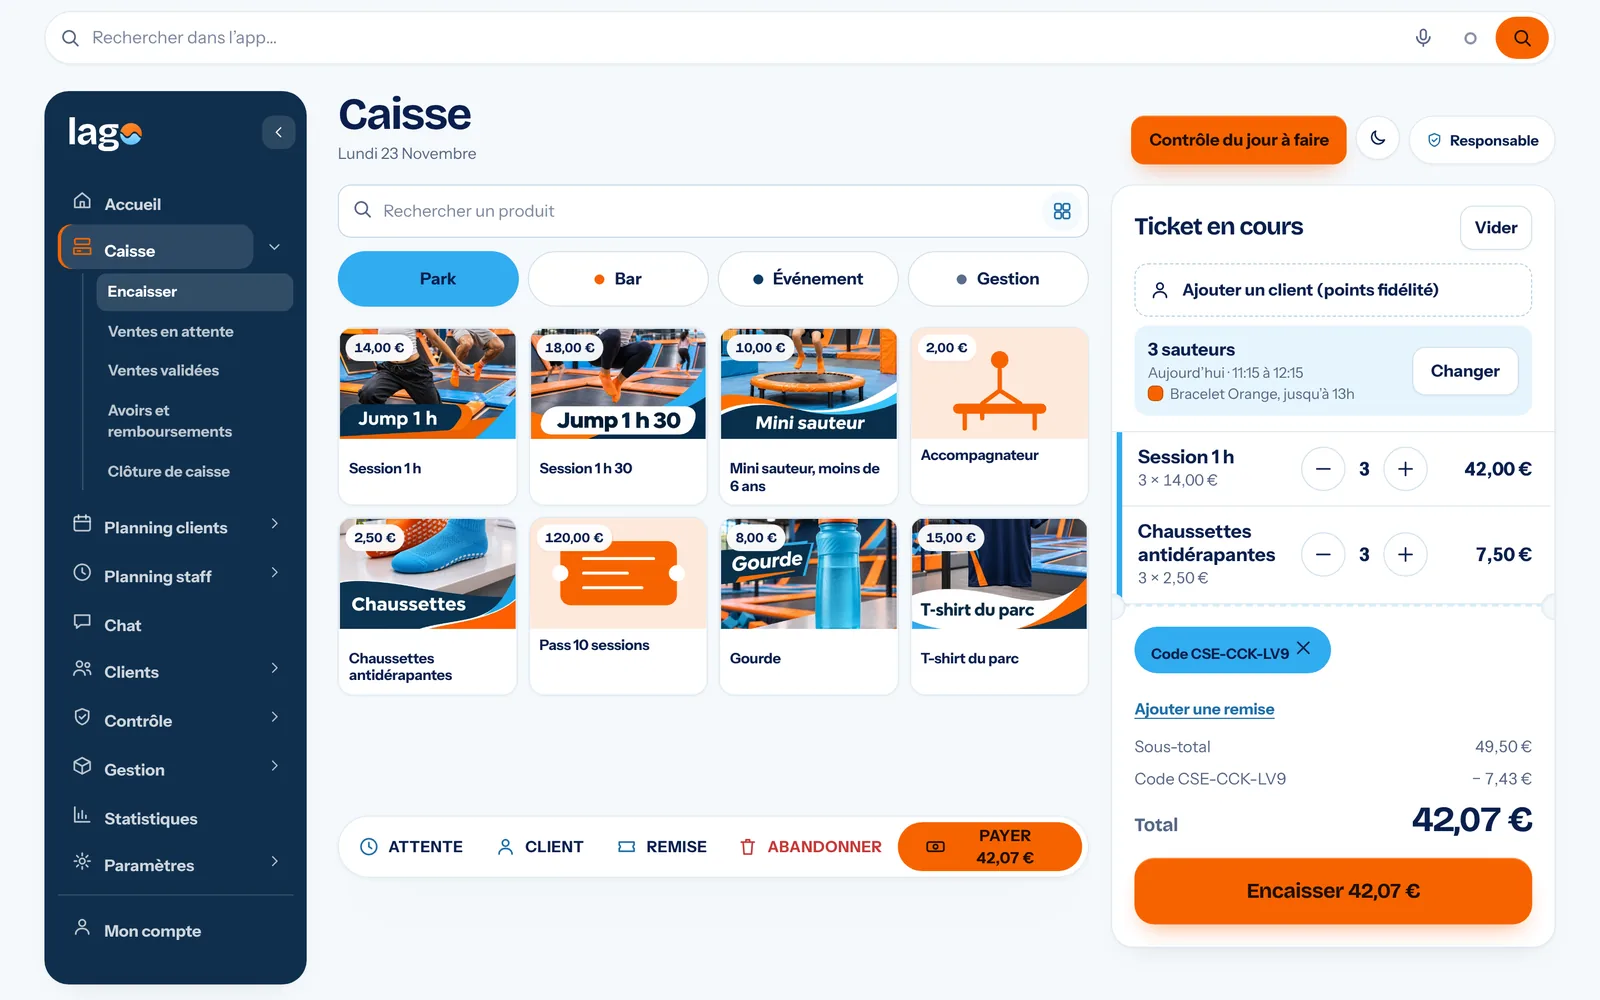 Rechercher dans l'app...
lago
Accueil
Caisse
Encaisser
Ventes en attente
Ventes validées
Avoirs et
remboursements
Clôture de caisse
Planning clients
Planning staff
Chat
Clients
Contrôle
Gestion
Statistiques
Paramètres
Mon compte
Caisse
Lundi 23 Novembre
Contrôle du jour à faire
Responsable
Rechercher un produit
Park
Bar
Événement
Gestion
14,00 €
Jump 1 h
Session 1 h
18,00 €
Jump 1 h 30
Session 1 h 30
10,00 €
Mini sauteur
Mini sauteur, moins de
6 ans
2,00 €
Accompagnateur
2,50 €
Chaussettes
Chaussettes
antidérapantes
120,00 €
Pass 10 sessions
8,00 €
Gourde
Gourde
15,00 €
T-shirt du parc
T-shirt du parc
ATTENTE
CLIENT
REMISE
ABANDONNER
PAYER
42,07 €
Ticket en cours
Vider
Ajouter un client (points fidélité)
3 sauteurs
Aujourd'hui · 11:15 à 12:15
Bracelet Orange, jusqu'à 13h
Changer
Session 1 h
3 × 14,00 €
3
42,00 €
Chaussettes
antidérapantes
3 × 2,50 €
3
7,50 €
Code CSE-CCK-LV9
Ajouter une remise
Sous-total
49,50 €
Code CSE-CCK-LV9
− 7,43 €
Total
42,07 €
Encaisser 42,07 €